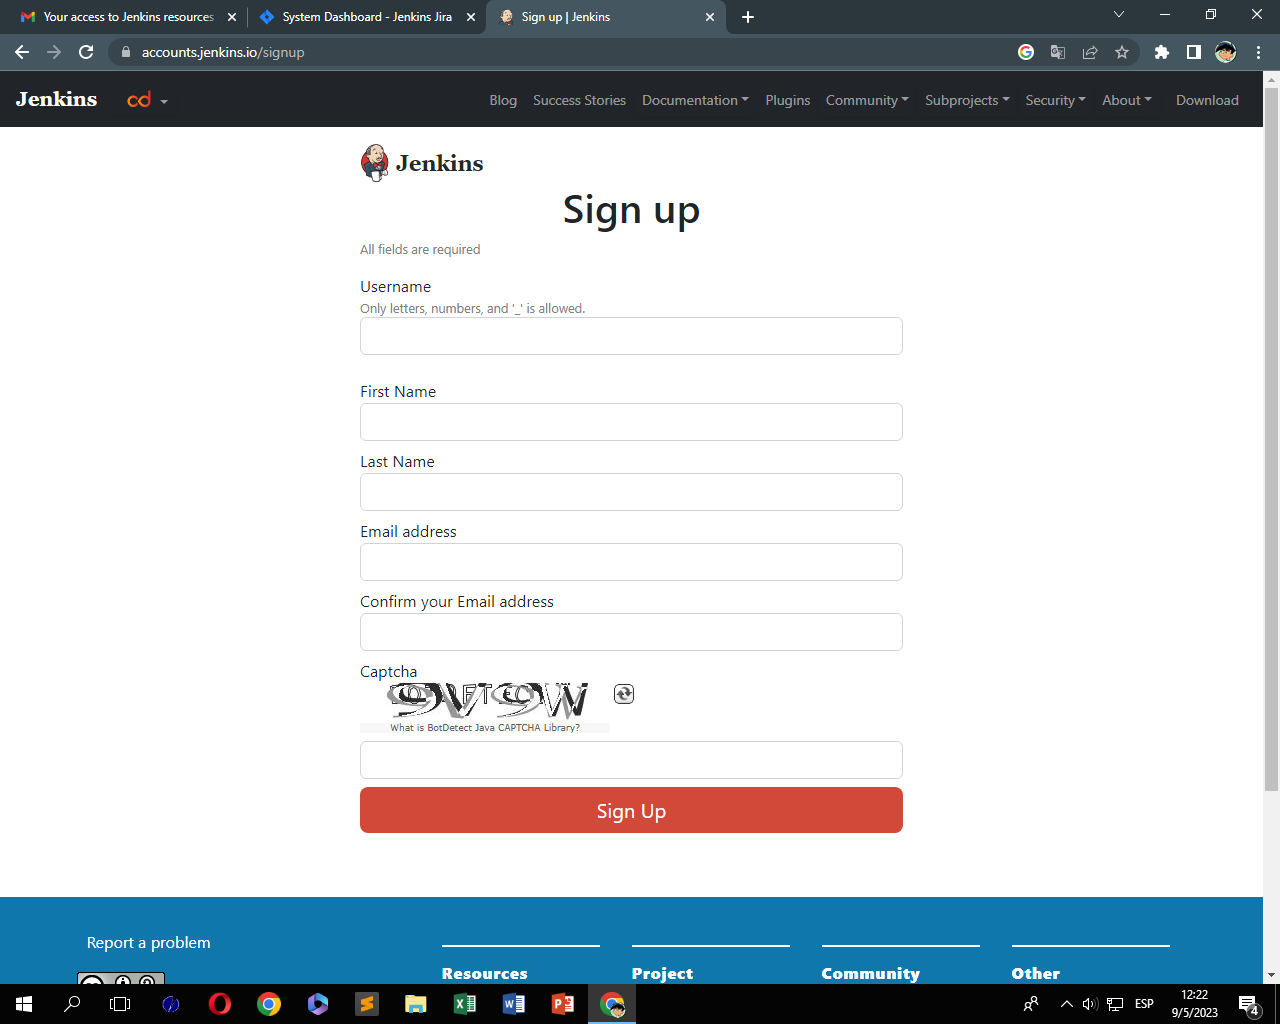 Your access to Jenkins resources
System Dashboard - Jenkins Jira
Sign up | Jenkins
accounts.jenkins.io/signup
Jenkins
cd
Blog
Success Stories
Documentation
Plugins
Community
Subprojects
Security
About
Download
Jenkins
Sign up
All fields are required
Username
Only letters, numbers, and '_' is allowed.
First Name
Last Name
Email address
Confirm your Email address
Captcha
What is BotDetect Java CAPTCHA Library?
Sign Up
Report a problem
Resources
Project
Community
Other
ESP
12:22
9/5/2023
4